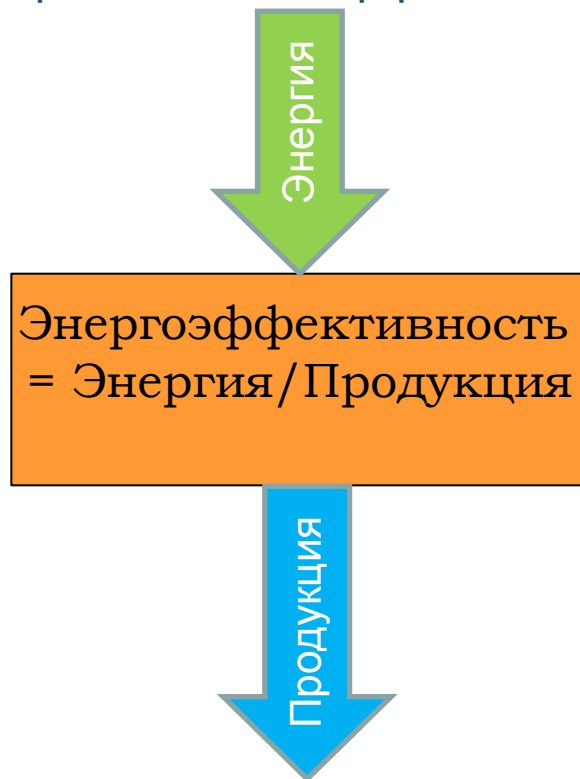 Энергия
Энергоэффективность
= Энергия/Продукция
Продукция